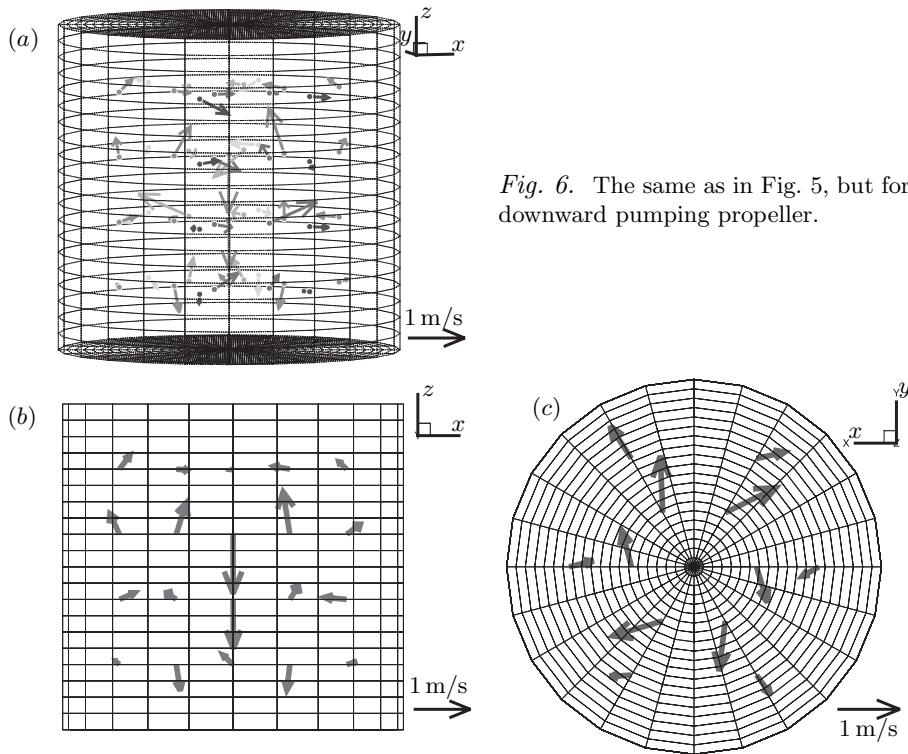 (a)
z
y
x
Fig. 6. The same as in Fig. 5, but for
downward pumping propeller.
1 m/s
(b)
z
x
1 m/s
(c)
y
x
1 m/s